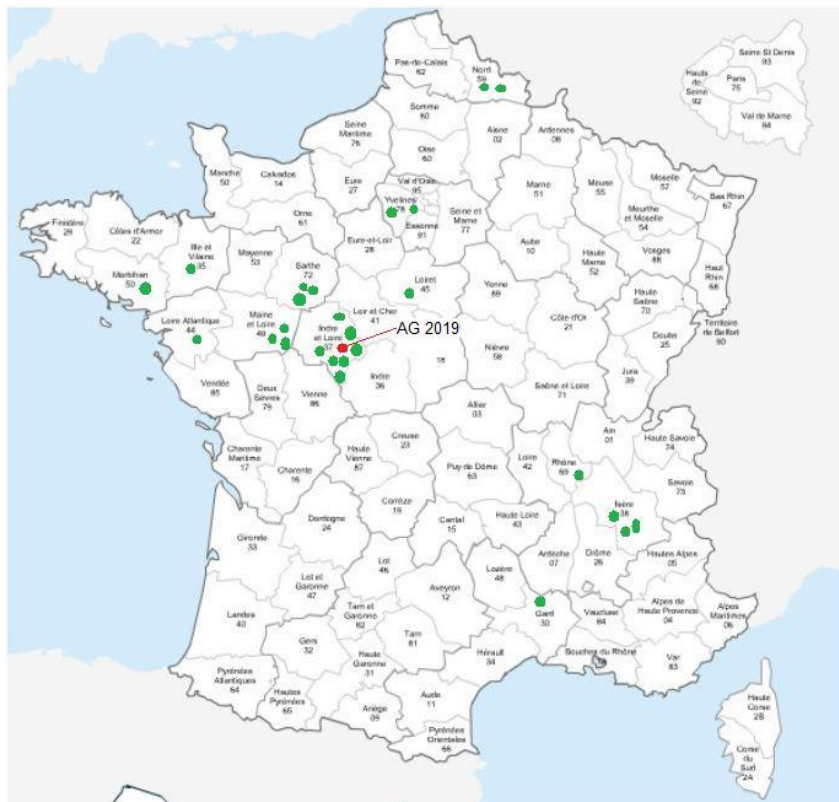 Pas-de-Calais
62
Nord
59
Somme
80
Seine
Maritime
76
Aisne
02
Ardennes
08
Oise
60
Seine St Denis
93
Hauts
de
Seine
92
Paris
75
Val de Marne
94
Manche
50
Calvados
14
Eure
27
Val d'Oise
95
Yvelines
78
Essonne
91
Seine et
Marne
77
Marne
51
Meuse
55
Moselle
57
Meurthe
et Moselle
54
Bas Rhin
67
Orne
61
Eure-et-Loir
28
Aube
10
Haute
Marne
52
Vosges
88
Haut
Rhin
68
Finistère
29
Côtes d'Armor
22
Ille et
Vilaine
35
Mayenne
53
Sarthe
72
Morbihan
50
Loiret
45
Yonne
89
Haute
Saône
70
Territoire
de Belfort
90
Loire Atlantique
44
Maine
et Loire
49
Indre
et Loire
37
Loir et Cher
41
AG 2019
Côte d'Or
21
Doubs
25
Nièvre
58
18
Jura
39
Vendée
85
Deux
Sèvres
79
Vienne
86
Indre
36
Saône et Loire
71
Allier
03
Ain
01
Haute Savoie
74
Charente
Maritime
17
Charente
16
Haute
Vienne
87
Creuse
23
Puy de Dôme
63
Loire
42
Rhône
69
Savoie
73
Isère
38
Corrèze
19
Dordogne
24
Cantal
15
Haute Loire
43
Gironde
33
Ardèche
07
Drôme
26
Hautes Alpes
05
Lot
46
Lozère
48
Lot et
Garonne
47
Aveyron
12
Landes
40
Tarn et
Garonne
82
Gard
30
Vaucluse
84
Alpes de
Haute Provence
04
Alpes
Maritimes
06
Gers
32
Tarn
81
Haute
Garonne
31
Hérault
34
Bouches du Rhône
Var
83
Pyrénées
Atlantiques
64
Hautes
Pyrénées
65
Ariège
09
Aude
11
Pyrénées
Orientales
66
Haute
Corse
2B
Corse
du
Sud
2A